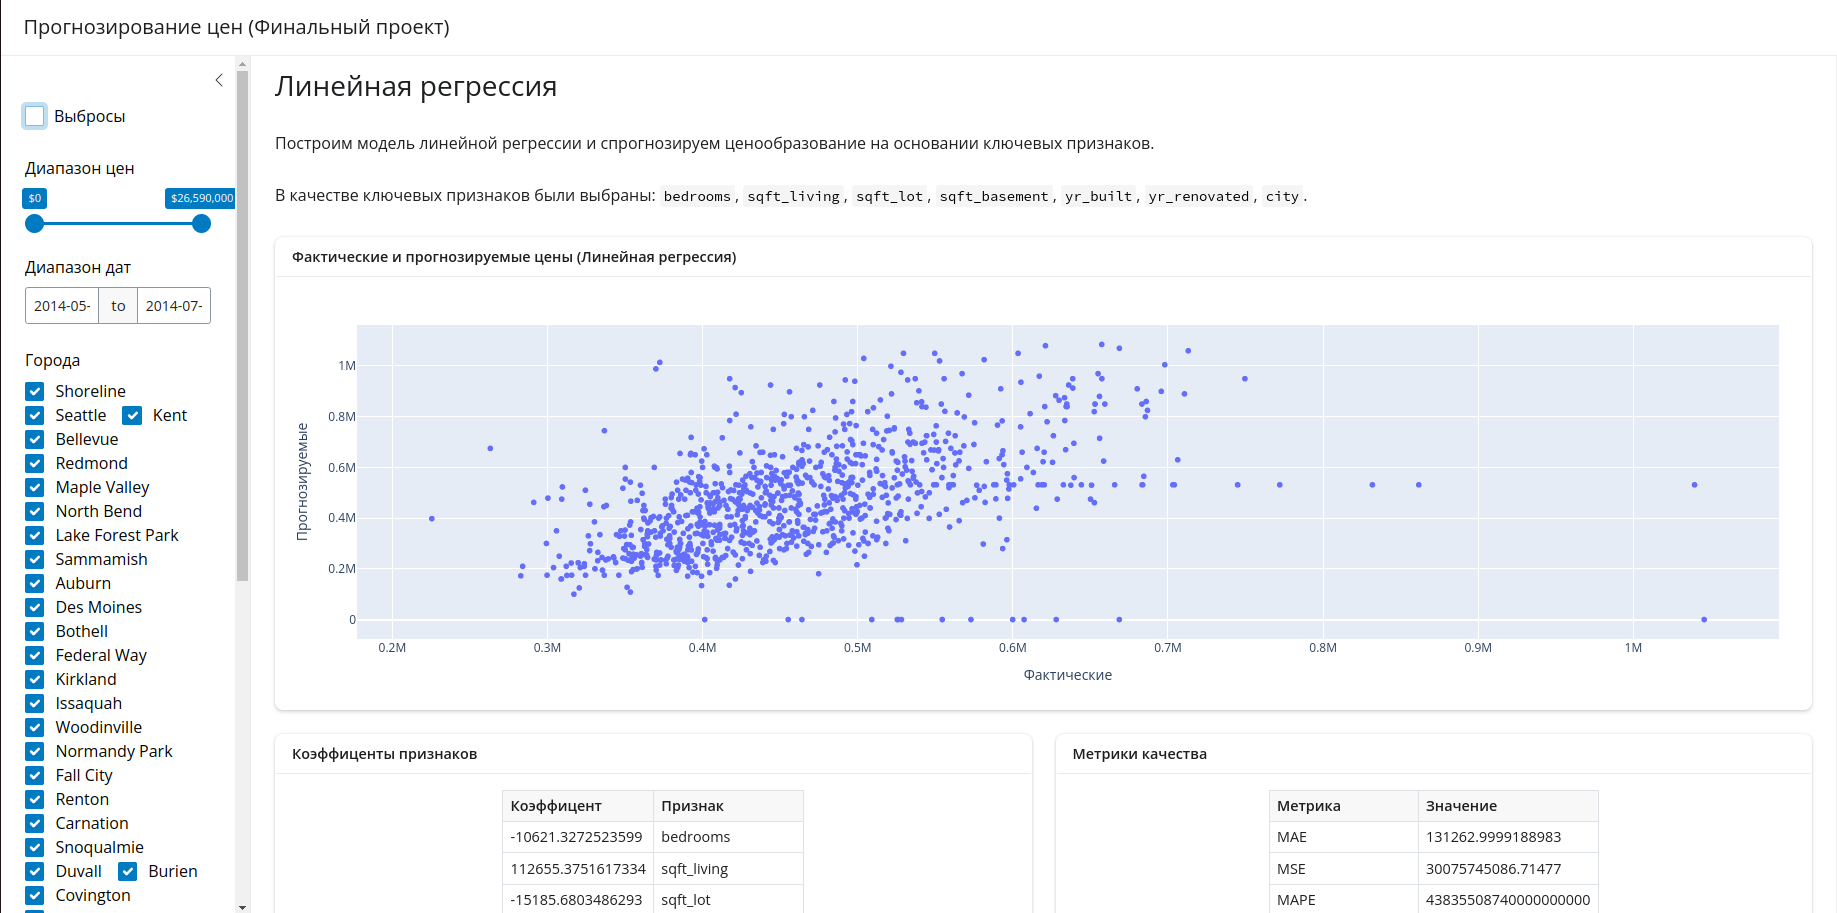 Прогнозирование цен (Финальный проект)
Выбросы
Диапазон цен
$0 $26,590,000
Диапазон дат
2014-05- to 2014-07-
Города
Shoreline
Seattle Kent
Bellevue
Redmond
Maple Valley
North Bend
Lake Forest Park
Sammamish
Auburn
Des Moines
Bothell
Federal Way
Kirkland
Issaquah
Woodinville
Normandy Park
Fall City
Renton
Carnation
Snoqualmie
Duvall Burien
Covington
Линейная регрессия
Построим модель линейной регрессии и спрогнозируем ценообразование на основании ключевых признаков.
В качестве ключевых признаков были выбраны: bedrooms, sqft_living, sqft_lot, sqft_basement, yr_built, yr_renovated, city.
Фактические и прогнозируемые цены (Линейная регрессия)
Прогнозируемые
1M
0.8M
0.6M
0.4M
0.2M
0
0.2M 0.3M 0.4M 0.5M 0.6M 0.7M 0.8M 0.9M 1M
Фактические
Коэффиценты признаков
Коэффицент Признак
-10621.3272523599 bedrooms
112655.3751617334 sqft_living
-15185.6803486293 sqft_lot
Метрики качества
Метрика Значение
MAE 131262.9999188983
MSE 30075745086.71477
MAPE 43835508740000000000